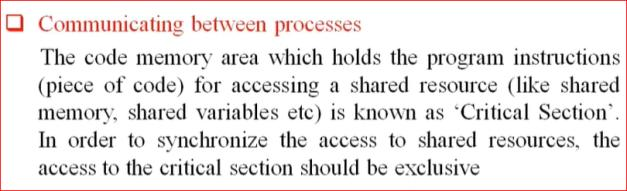 Communicating between processes
The code memory area which holds the program instructions
(piece of code) for accessing a shared resource (like shared
memory, shared variables etc) is known as ‘Critical Section’.
In order to synchronize the access to shared resources, the
access to the critical section should be exclusive